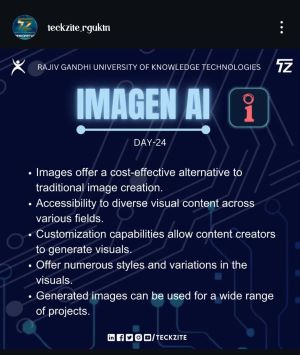 teckzite_rguktn
RAJIV GANDHI UNIVERSITY OF KNOWLEDGE TECHNOLOGIES
TZ
IMAGEN AI
i
DAY-24
• Images offer a cost-effective alternative to
traditional image creation.
• Accessibility to diverse visual content across
various fields.
• Customization capabilities allow content creators
to generate visuals.
• Offer numerous styles and variations in the
visuals.
• Generated images can be used for a wide range
of projects.
/TECKZITE